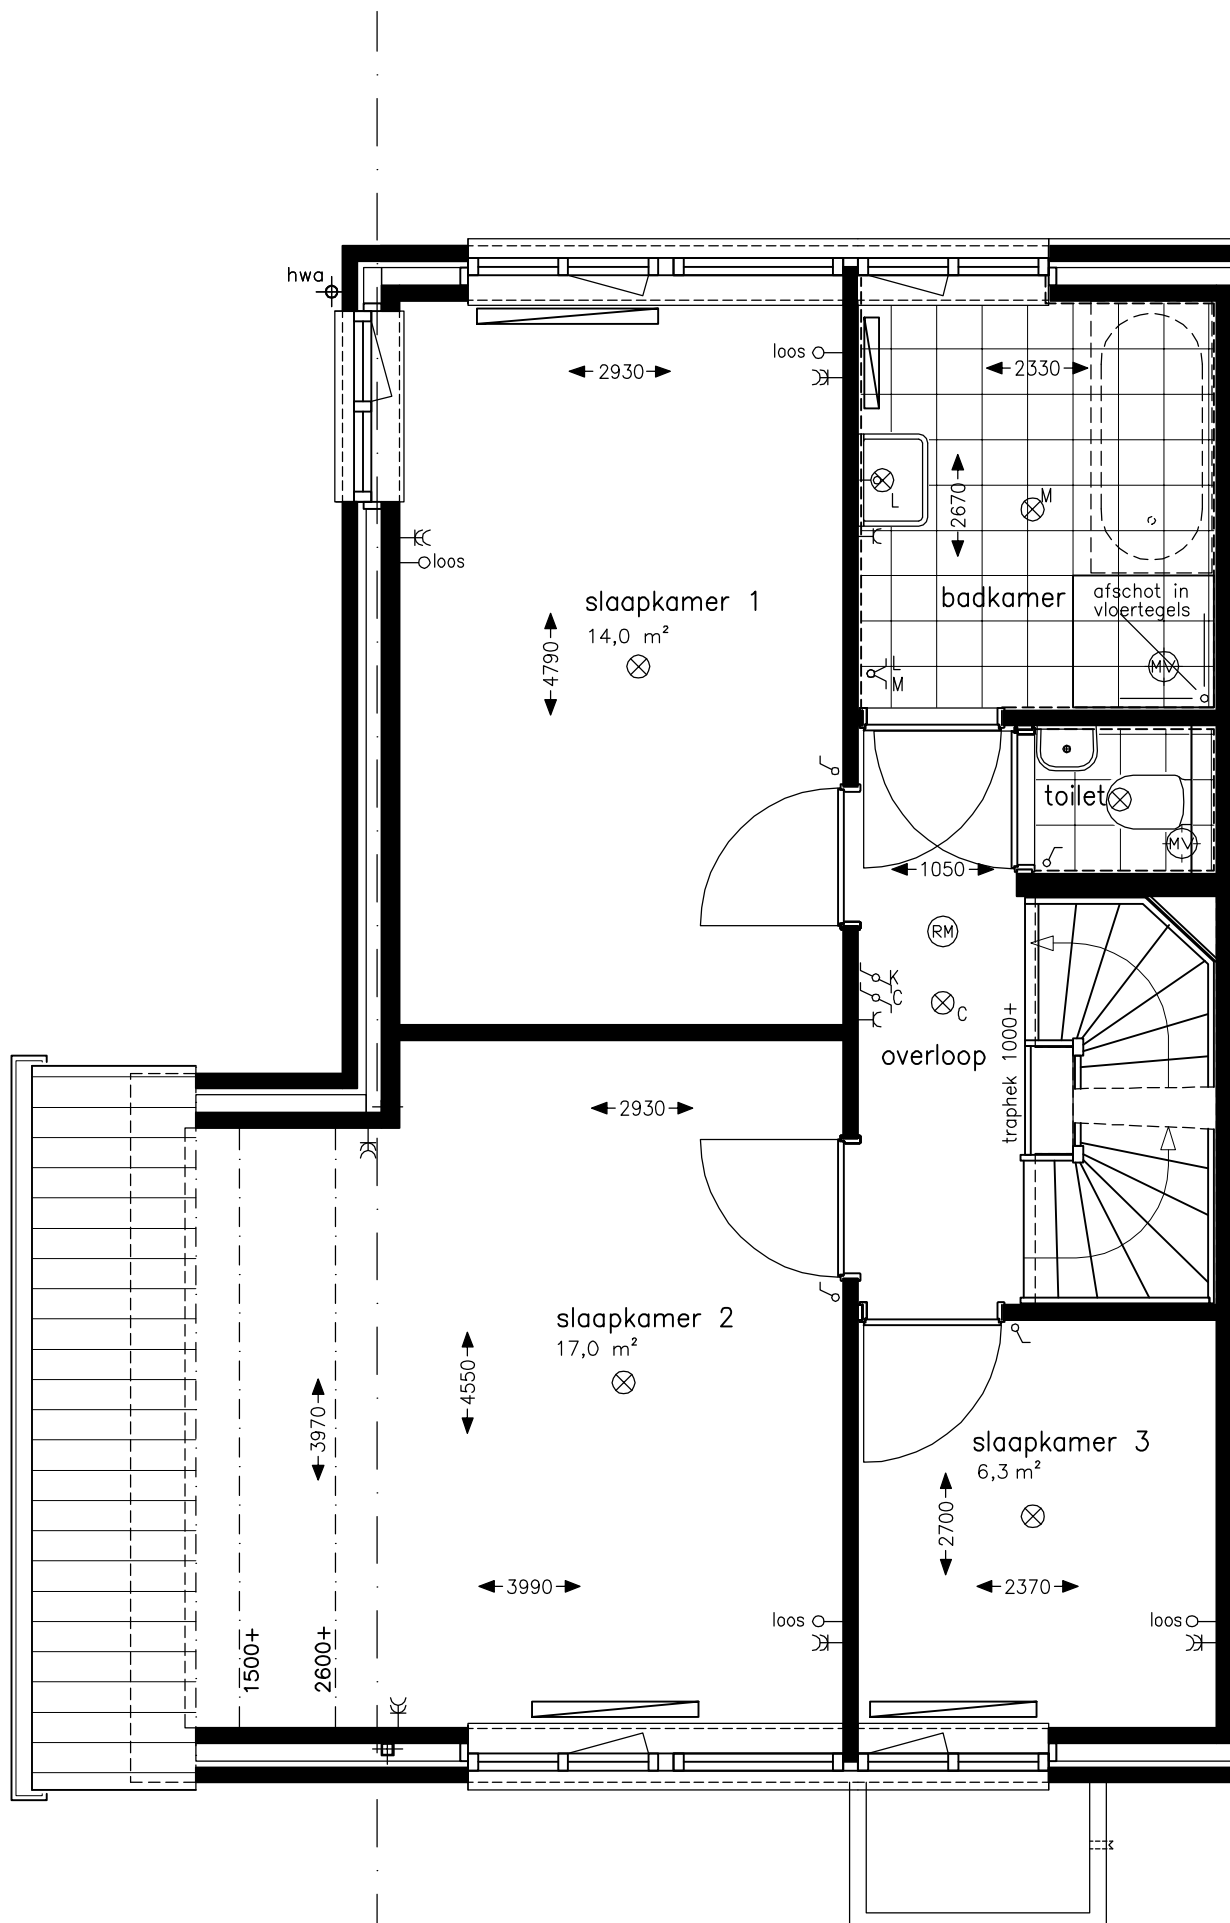 hwa
loos
2930
2330
L
2670
M
loos
slaapkamer 1
14,0 m²
4790
badkamer
afschot in
vloertegels
MV
L
M
toilet
MV
1050
RM
K
C
C
overloop
traphek 1000+
2930
slaapkamer 2
17,0 m²
4550
3970
slaapkamer 3
6,3 m²
2700
3990
2370
loos
loos
1500+
2600+